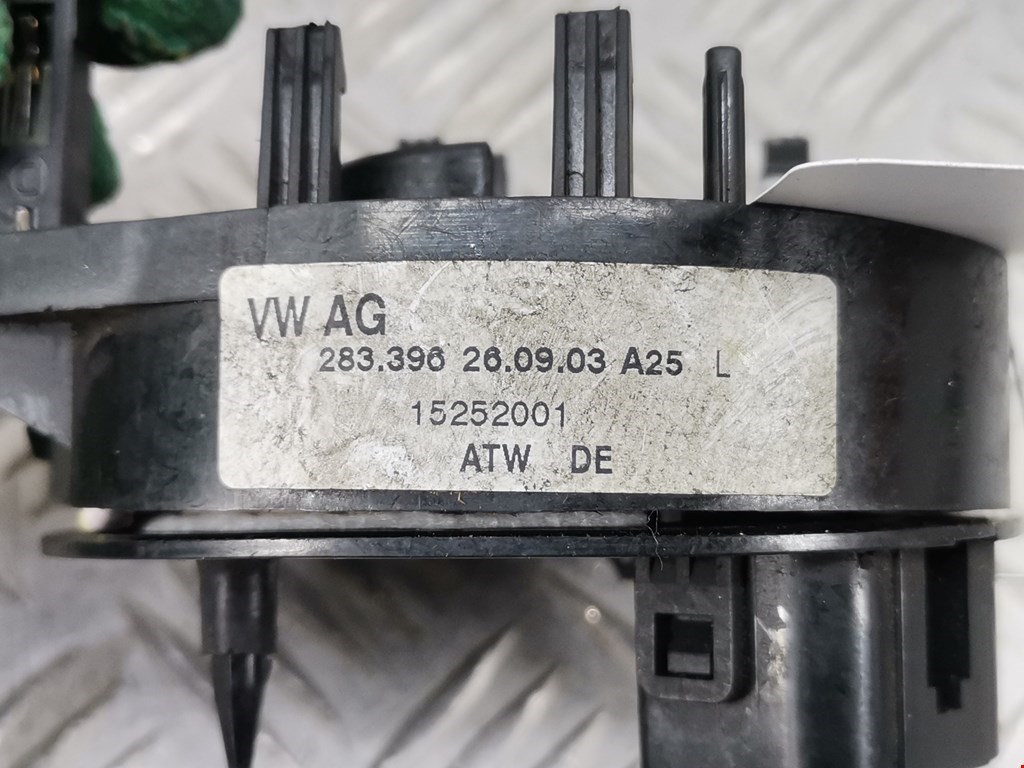 VW AG
283.396 26.09.03 A25 L
15252001
ATW DE